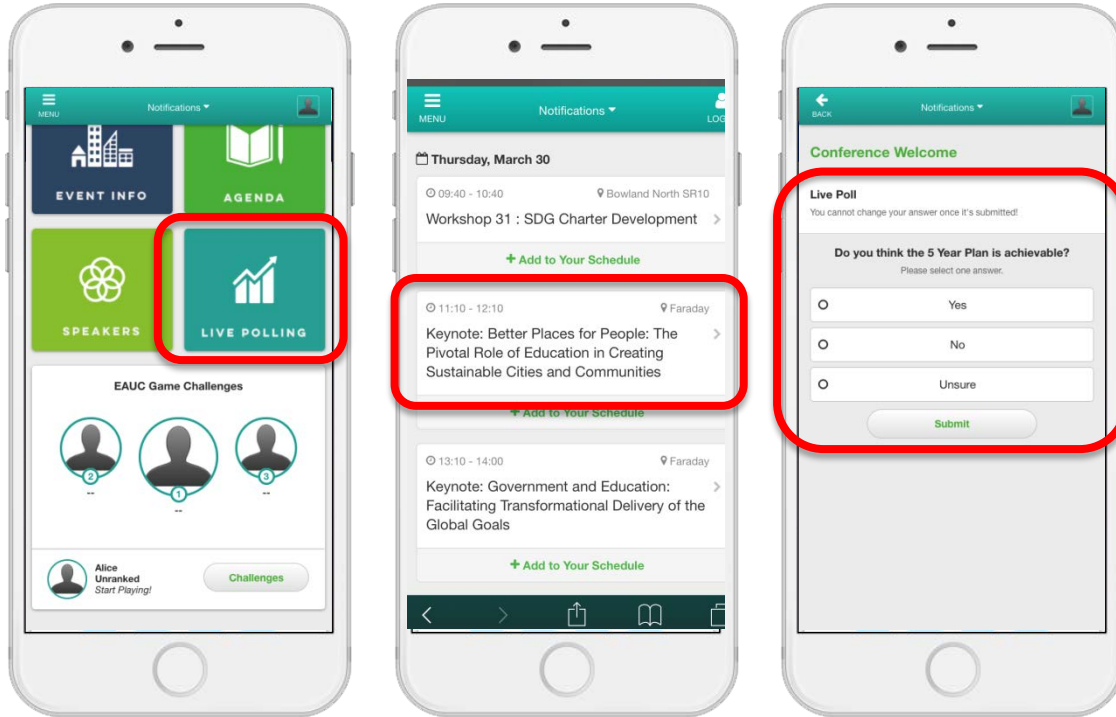 MENU
Notifications
EVENT INFO
AGENDA
SPEAKERS
LIVE POLLING
EAUC Game Challenges
2
1
3
--
--
--
Alice
Unranked
Start Playing!
Challenges
MENU
Notifications
LOG
Thursday, March 30
09:40 - 10:40
Bowland North SR10
Workshop 31 : SDG Charter Development
+ Add to Your Schedule
11:10 - 12:10
Faraday
Keynote: Better Places for People: The
Pivotal Role of Education in Creating
Sustainable Cities and Communities
+ Add to Your Schedule
13:10 - 14:00
Faraday
Keynote: Government and Education:
Facilitating Transformational Delivery of the
Global Goals
+ Add to Your Schedule
BACK
Notifications
Conference Welcome
Live Poll
You cannot change your answer once it's submitted!
Do you think the 5 Year Plan is achievable?
Please select one answer.
Yes
No
Unsure
Submit